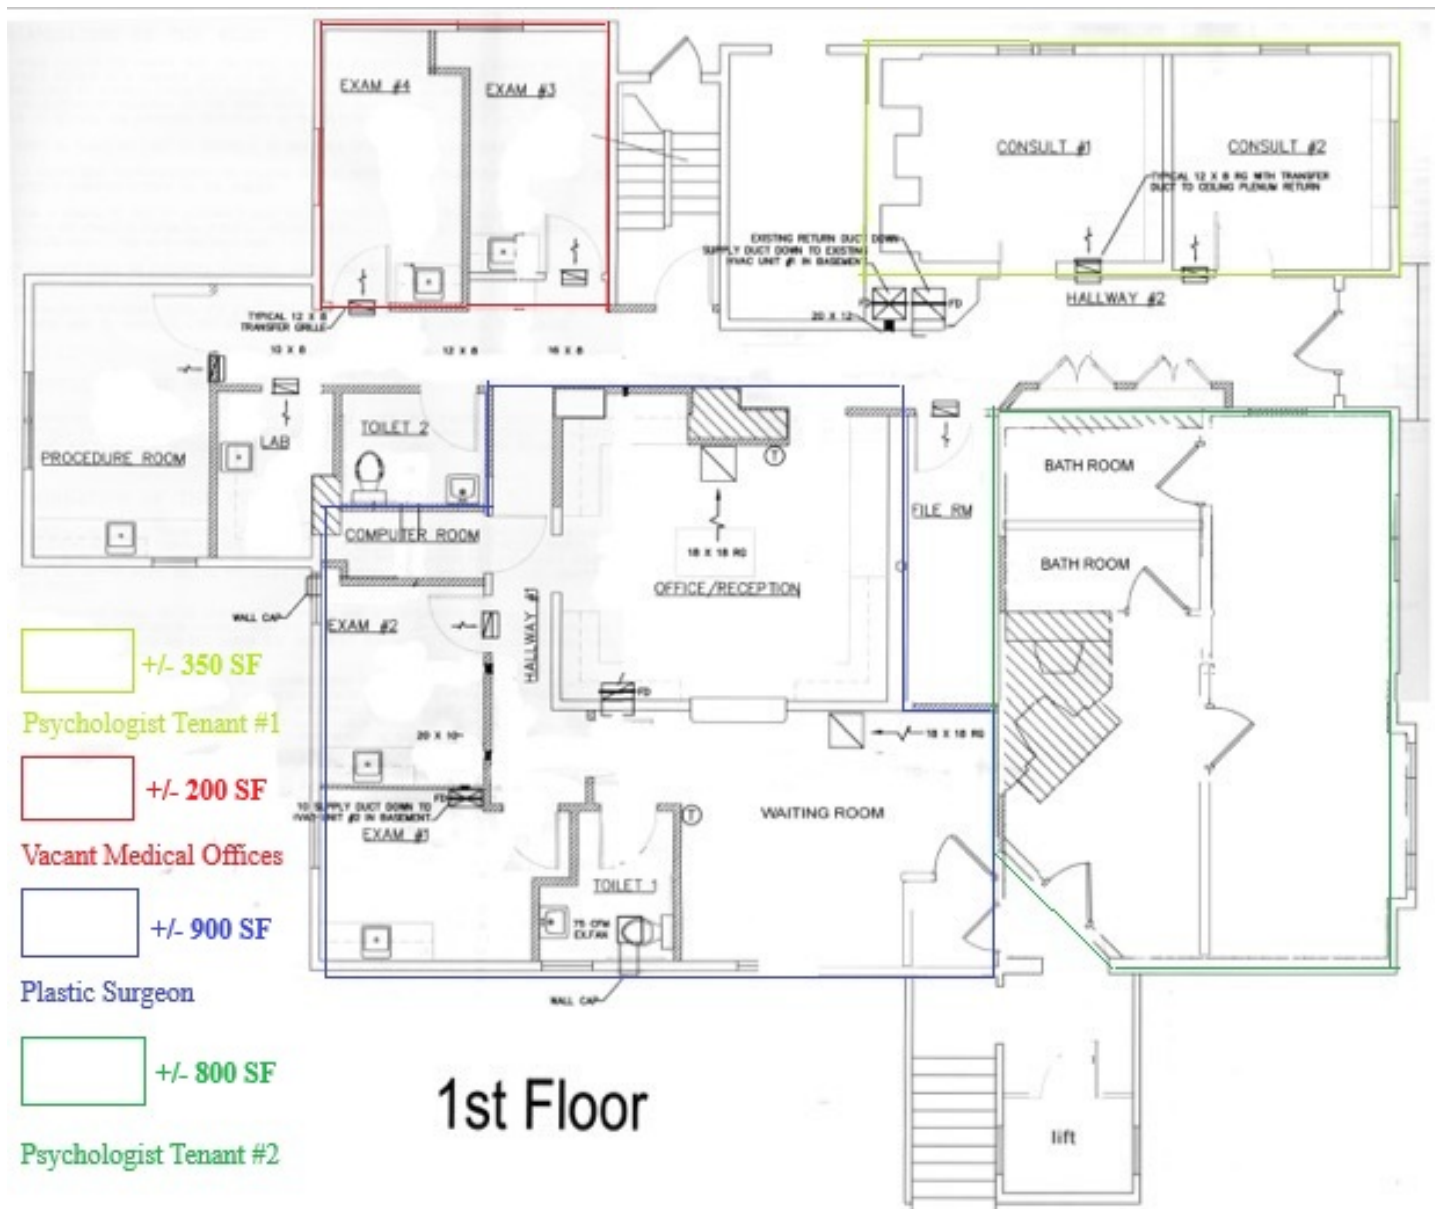 EXAM #4
EXAM #3
CONSULT #1
CONSULT #2
TYPICAL 12 X 8 RG WITH TRANSFER
DUCT TO CEILING PLENUM RETURN
EXISTING RETURN DUCT DOWN
SUPPLY DUCT DOWN TO EXISTING
HVAC UNIT #1 IN BASEMENT
FD
FD
20 X 12
HALLWAY #2
TYPICAL 12 X 8
TRANSFER GRILLE
10 X 8
12 X 8
16 X 8
PROCEDURE ROOM
LAB
TOILET 2
COMPUTER ROOM
T
18 X 18 RG
OFFICE/RECEPTION
FILE RM
BATH ROOM
BATH ROOM
WALL CAP
EXAM #2
HALLWAY #1
FD
20 X 10
18 X 18 RG
FD
TO SUPPLY DUCT DOWN TO
HVAC UNIT #2 IN BASEMENT
EXAM #1
T
WAITING ROOM
TOILET 1
75 CFM
EX.FAN
WALL CAP
lift
+/- 350 SF
Psychologist Tenant #1
+/- 200 SF
Vacant Medical Offices
+/- 900 SF
Plastic Surgeon
+/- 800 SF
Psychologist Tenant #2
1st Floor